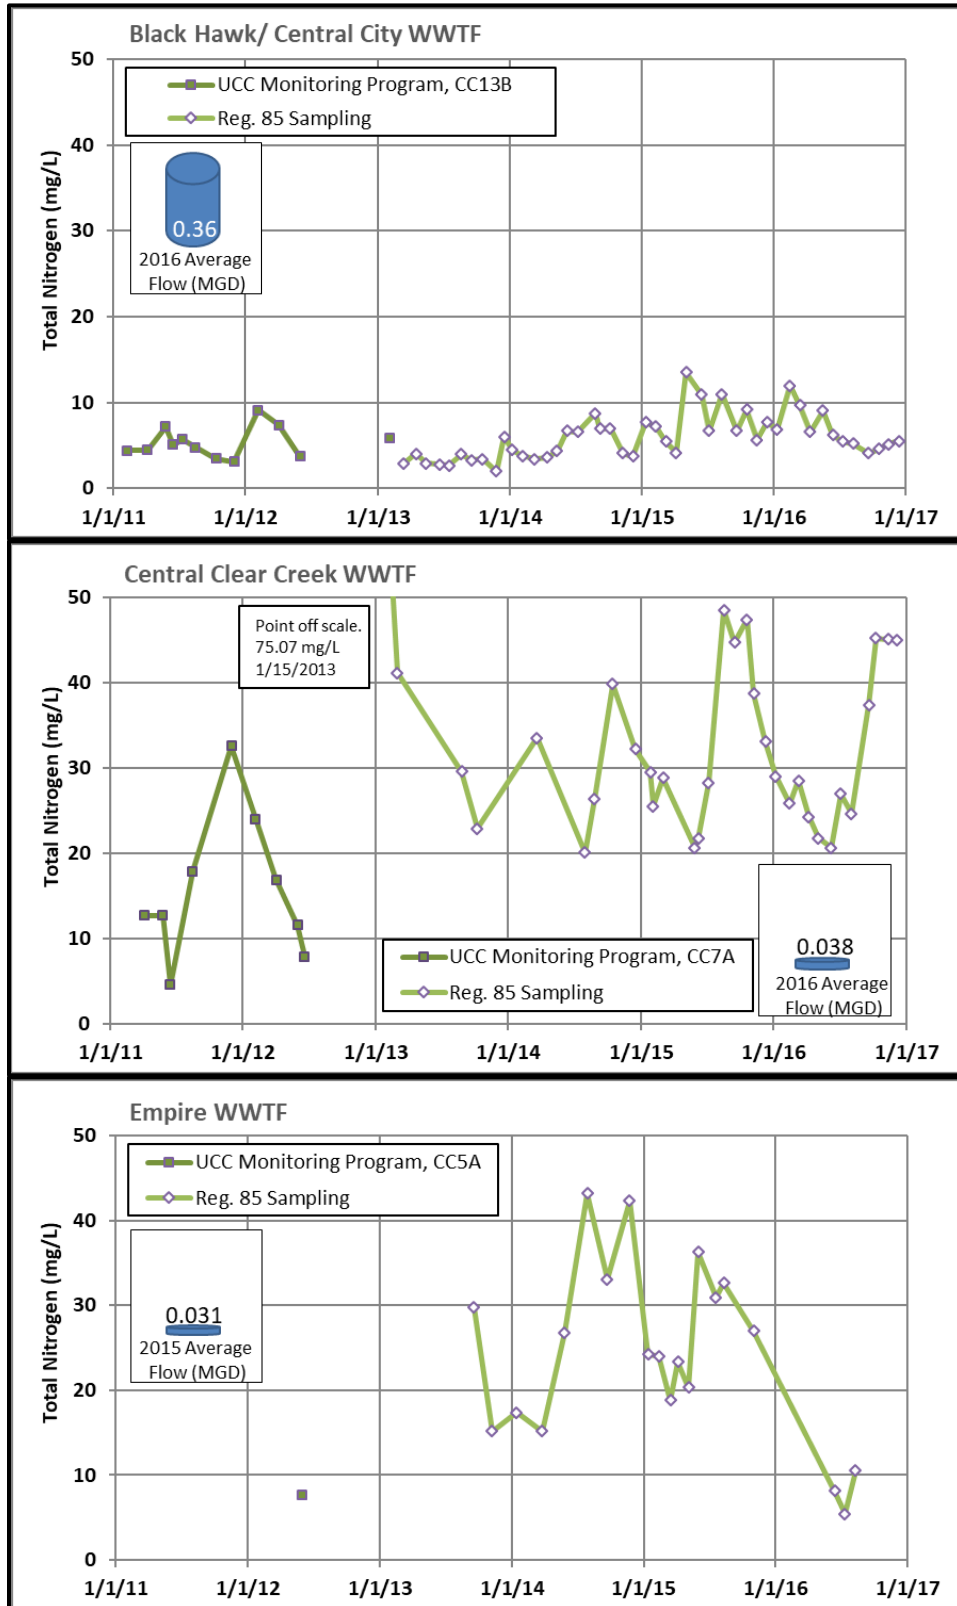 Black Hawk/ Central City WWTF
Total Nitrogen (mg/L)
50
40
30
20
10
0
UCC Monitoring Program, CC13B
Reg. 85 Sampling
0.36
2016 Average
Flow (MGD)
1/1/11
1/1/12
1/1/13
1/1/14
1/1/15
1/1/16
1/1/17
Central Clear Creek WWTF
Total Nitrogen (mg/L)
50
40
30
20
10
0
Point off scale.
75.07 mg/L
1/15/2013
UCC Monitoring Program, CC7A
Reg. 85 Sampling
0.038
2016 Average
Flow (MGD)
1/1/11
1/1/12
1/1/13
1/1/14
1/1/15
1/1/16
1/1/17
Empire WWTF
Total Nitrogen (mg/L)
50
40
30
20
10
0
UCC Monitoring Program, CC5A
Reg. 85 Sampling
0.031
2015 Average
Flow (MGD)
1/1/11
1/1/12
1/1/13
1/1/14
1/1/15
1/1/16
1/1/17